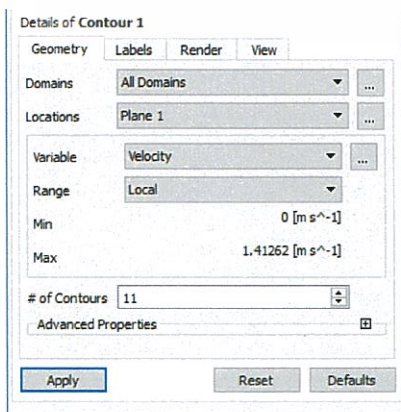 Details of Contour 1
Geometry Labels Render View
Domains All Domains ...
Locations Plane 1 ...
Variable Velocity ...
Range Local
Min 0 [m s^-1]
Max 1.41262 [m s^-1]
# of Contours 11
Advanced Properties
Apply Reset Defaults